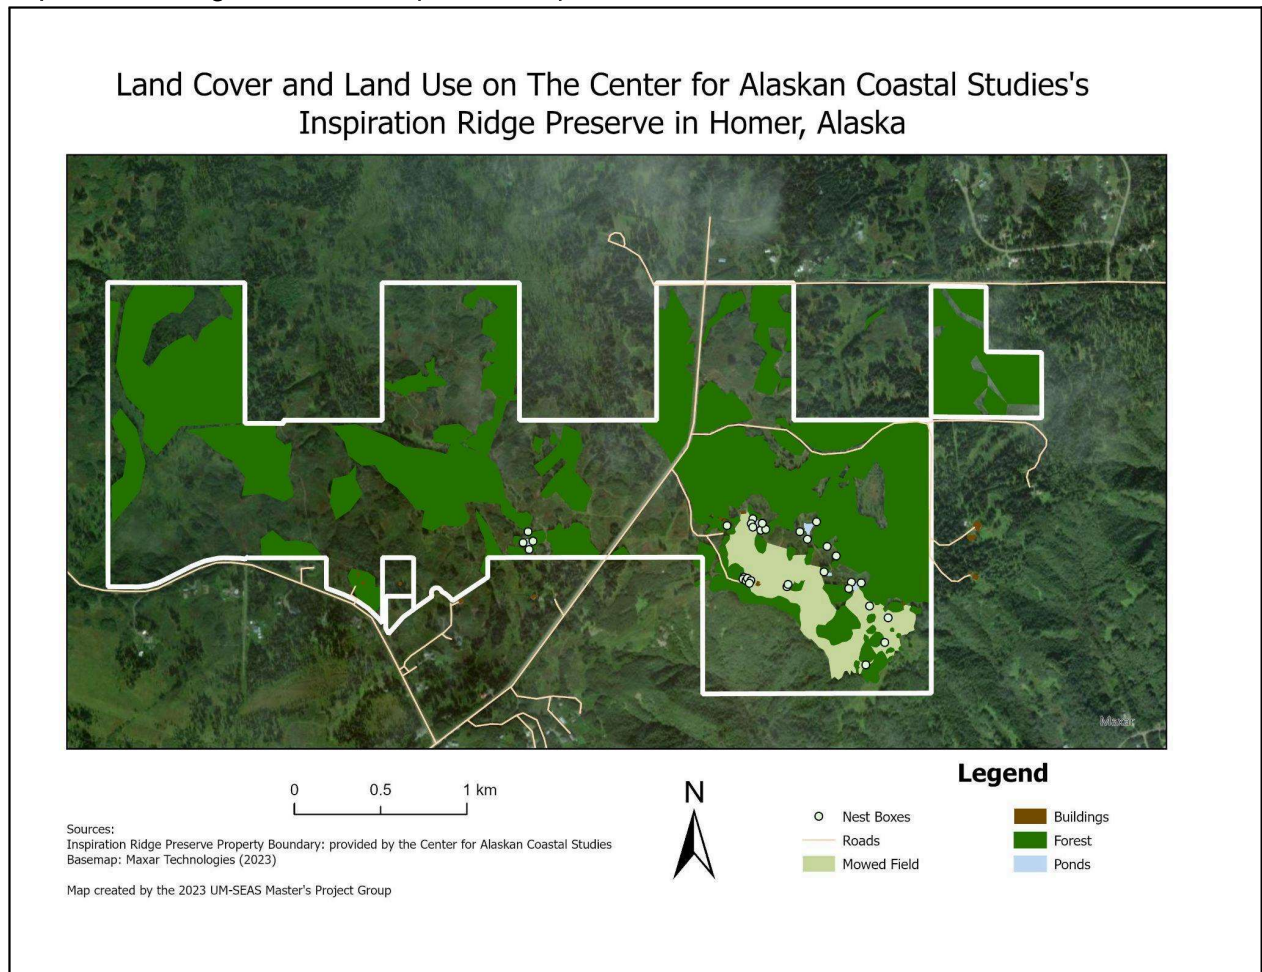 Land Cover and Land Use on The Center for Alaskan Coastal Studies's
Inspiration Ridge Preserve in Homer, Alaska
Maxar
0 0.5 1 km
N
Legend
Nest Boxes
Roads
Mowed Field
Buildings
Forest
Ponds
Sources:
Inspiration Ridge Preserve Property Boundary: provided by the Center for Alaskan Coastal Studies
Basemap: Maxar Technologies (2023)
Map created by the 2023 UM-SEAS Master's Project Group